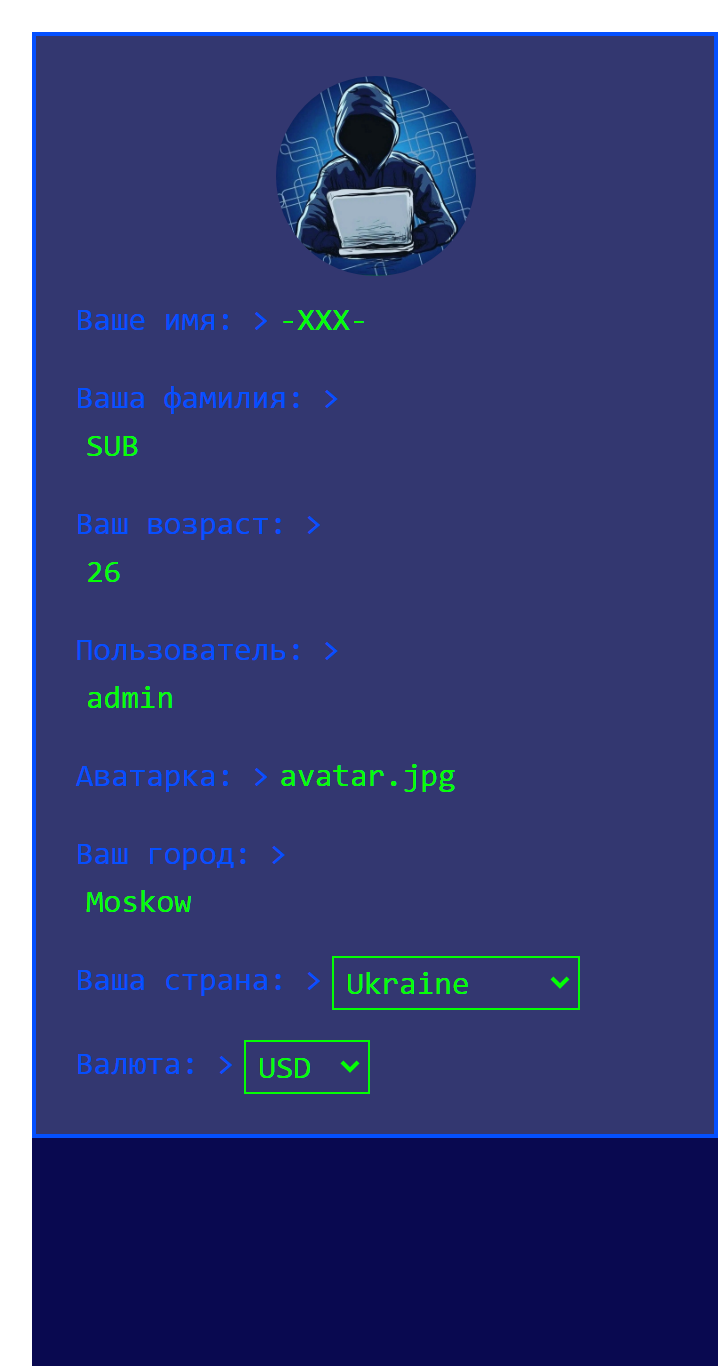 Ваше имя: > -XXX-
Ваша фамилия: >
SUB
Ваш возраст: >
26
Пользователь: >
admin
Аватарка: > avatar.jpg
Ваш город: >
Moskow
Ваша страна: > Ukraine
Валюта: > USD